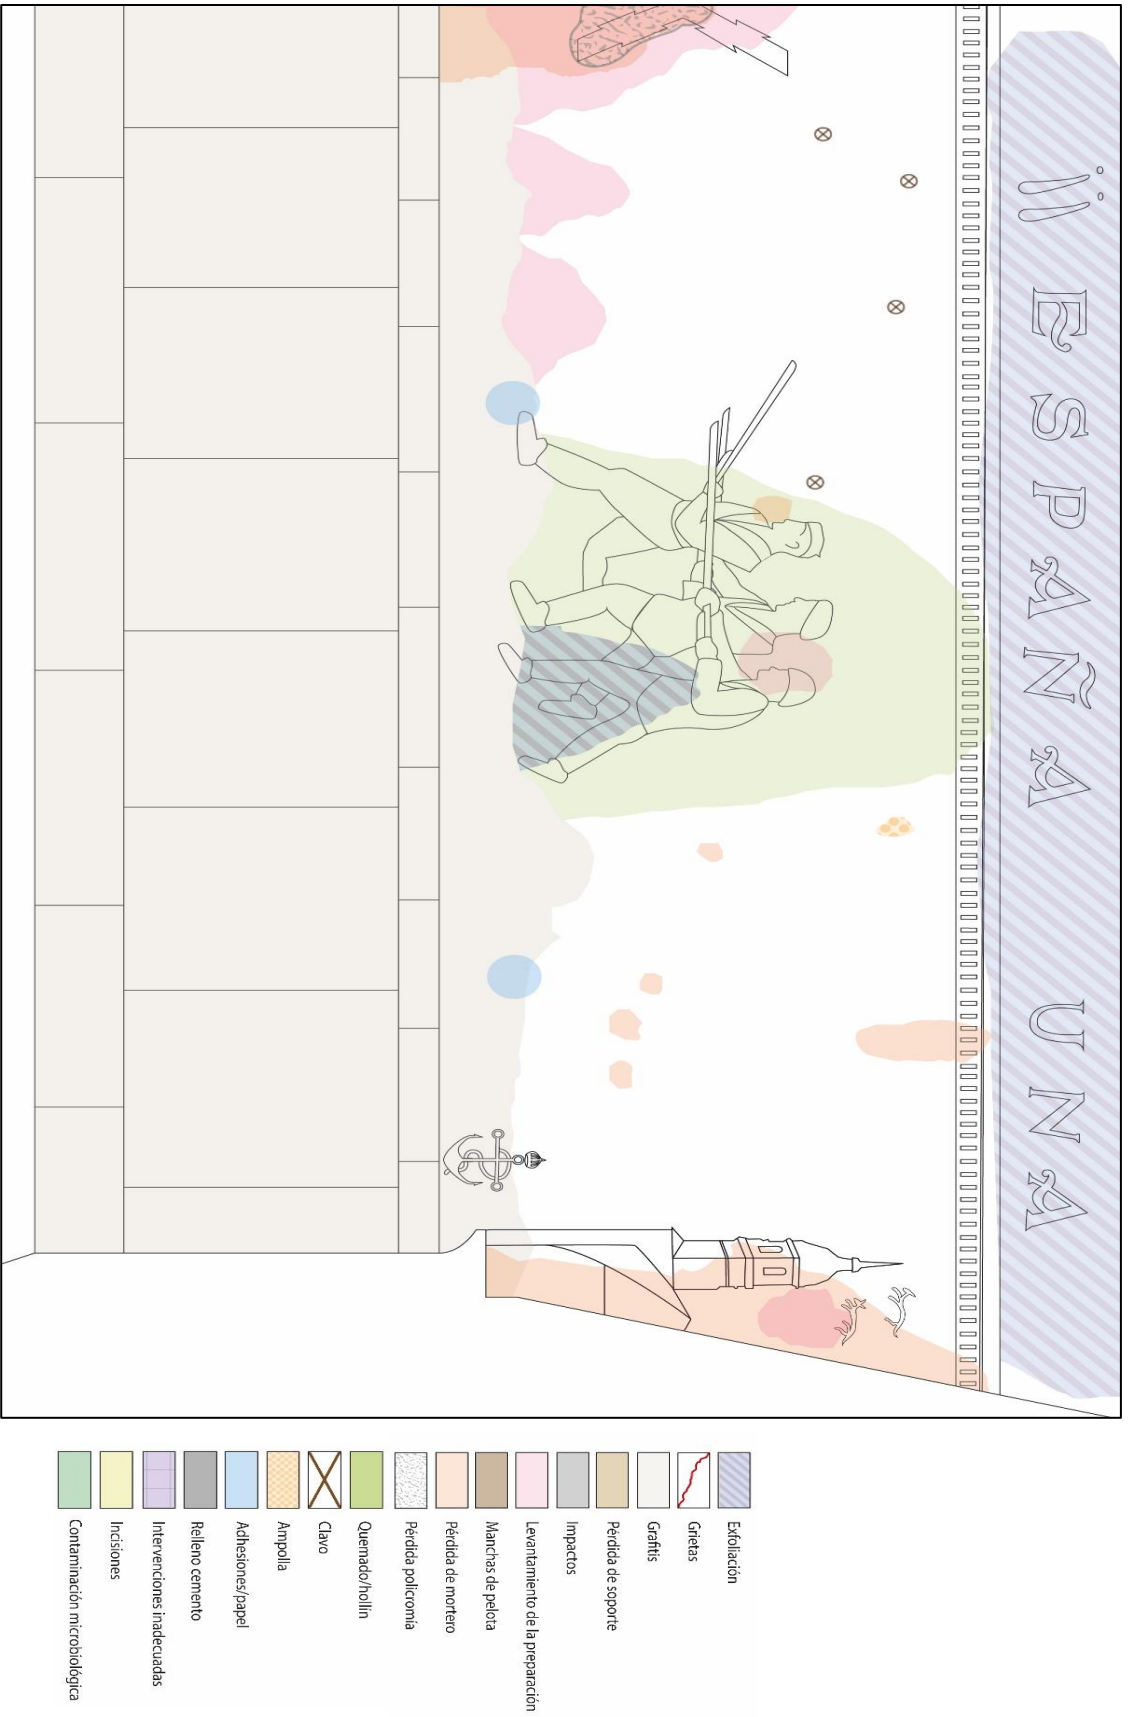 ¡¡ ESPAÑA UNA
Exfoliación
Grietas
Grafitis
Pérdida de soporte
Impactos
Levantamiento de la preparación
Manchas de pelota
Pérdida de mortero
Pérdida policromía
Quemado/hollin
Clavo
Ampolla
Adhesiones/papel
Relleno cemento
Intervenciones inadecuadas
Incisiones
Contaminación microbiológica